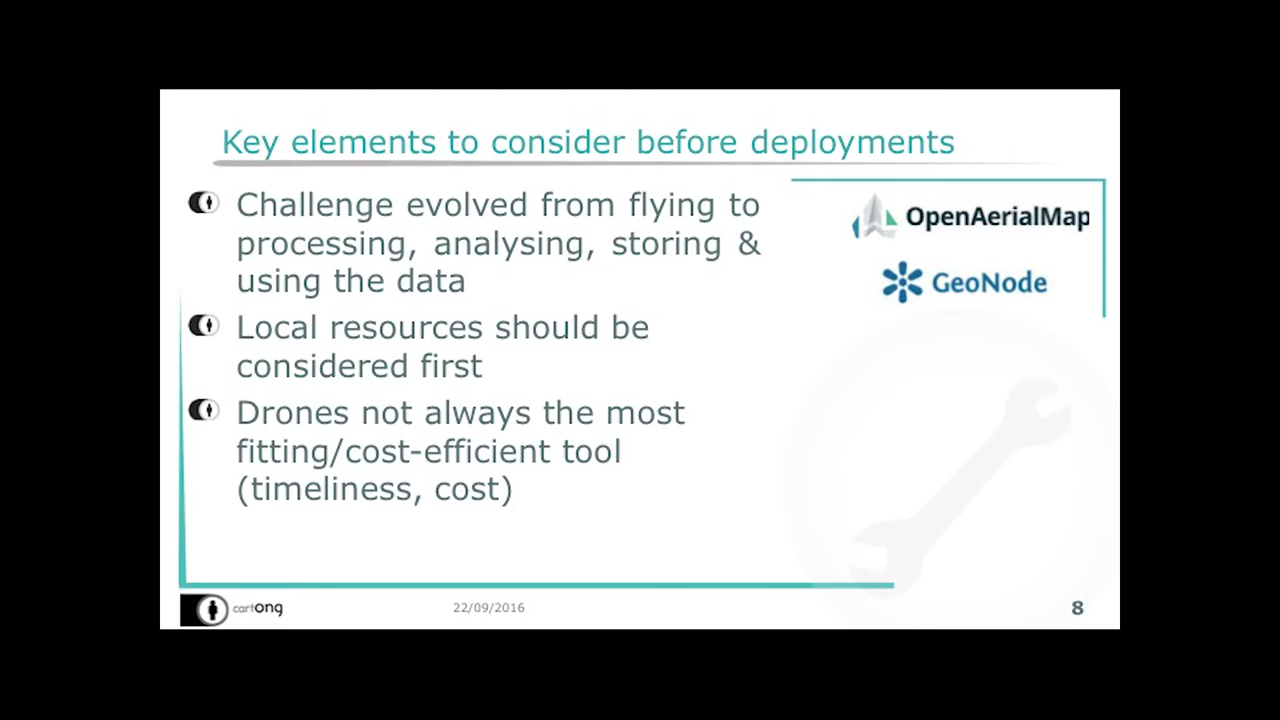 Key elements to consider before deployments
Challenge evolved from flying to
processing, analysing, storing &
using the data
Local resources should be
considered first
Drones not always the most
fitting/cost-efficient tool
(timeliness, cost)
OpenAerialMap
GeoNode
cartong
22/09/2016
8